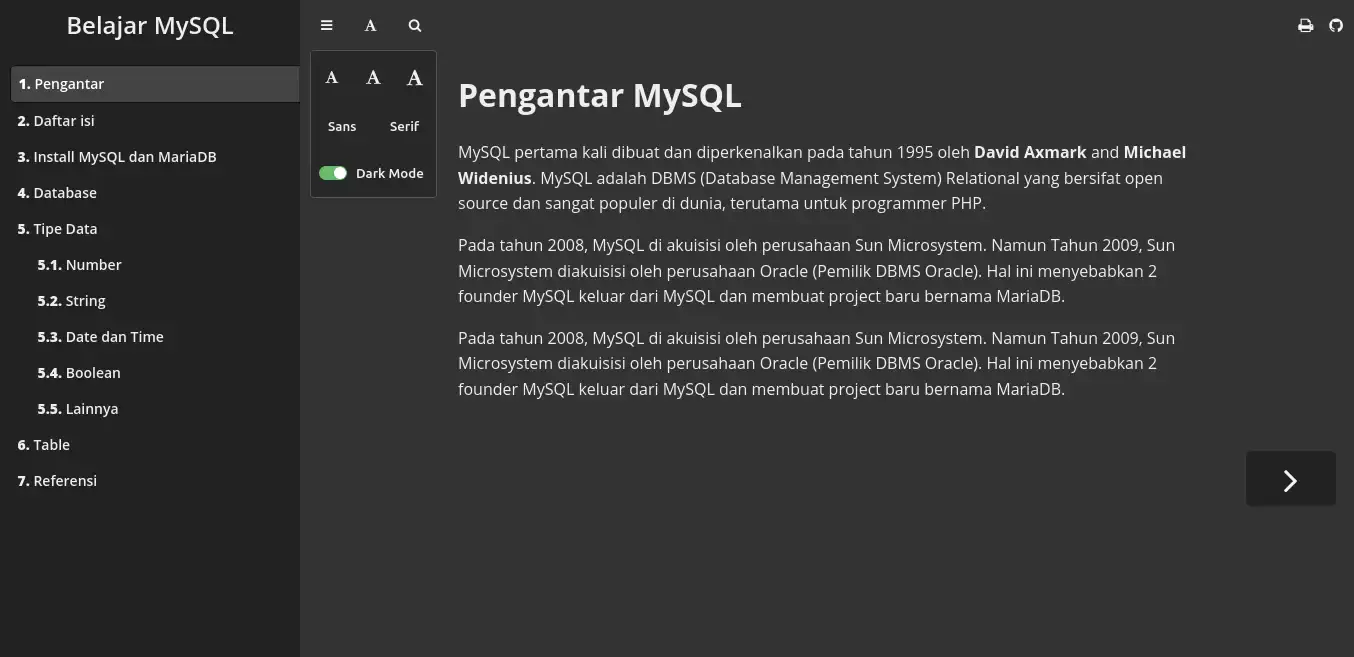 Belajar MySQL
1. Pengantar
2. Daftar isi
3. Install MySQL dan MariaDB
4. Database
5. Tipe Data
5.1. Number
5.2. String
5.3. Date dan Time
5.4. Boolean
5.5. Lainnya
6. Table
7. Referensi
A
A A A
Sans Serif
Dark Mode
Pengantar MySQL
MySQL pertama kali dibuat dan diperkenalkan pada tahun 1995 oleh David Axmark and Michael
Widenius. MySQL adalah DBMS (Database Management System) Relational yang bersifat open
source dan sangat populer di dunia, terutama untuk programmer PHP.
Pada tahun 2008, MySQL di akuisisi oleh perusahaan Sun Microsystem. Namun Tahun 2009, Sun
Microsystem diakuisisi oleh perusahaan Oracle (Pemilik DBMS Oracle). Hal ini menyebabkan 2
founder MySQL keluar dari MySQL dan membuat project baru bernama MariaDB.
Pada tahun 2008, MySQL di akuisisi oleh perusahaan Sun Microsystem. Namun Tahun 2009, Sun
Microsystem diakuisisi oleh perusahaan Oracle (Pemilik DBMS Oracle). Hal ini menyebabkan 2
founder MySQL keluar dari MySQL dan membuat project baru bernama MariaDB.